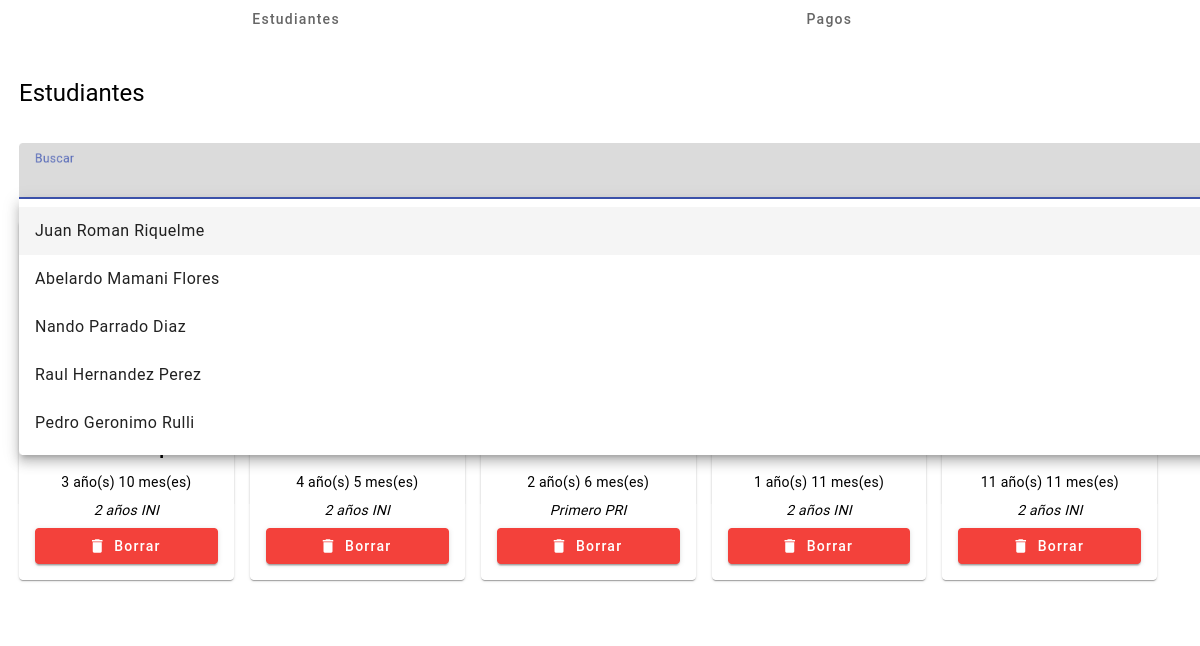 Estudiantes Pagos
Estudiantes
Buscar
Juan Roman Riquelme
Abelardo Mamani Flores
Nando Parrado Diaz
Raul Hernandez Perez
Pedro Geronimo Rulli
3 año(s) 10 mes(es) 4 año(s) 5 mes(es) 2 año(s) 6 mes(es) 1 año(s) 11 mes(es) 11 año(s) 11 mes(es)
2 años INI 2 años INI Primero PRI 2 años INI 2 años INI
Borrar Borrar Borrar Borrar Borrar